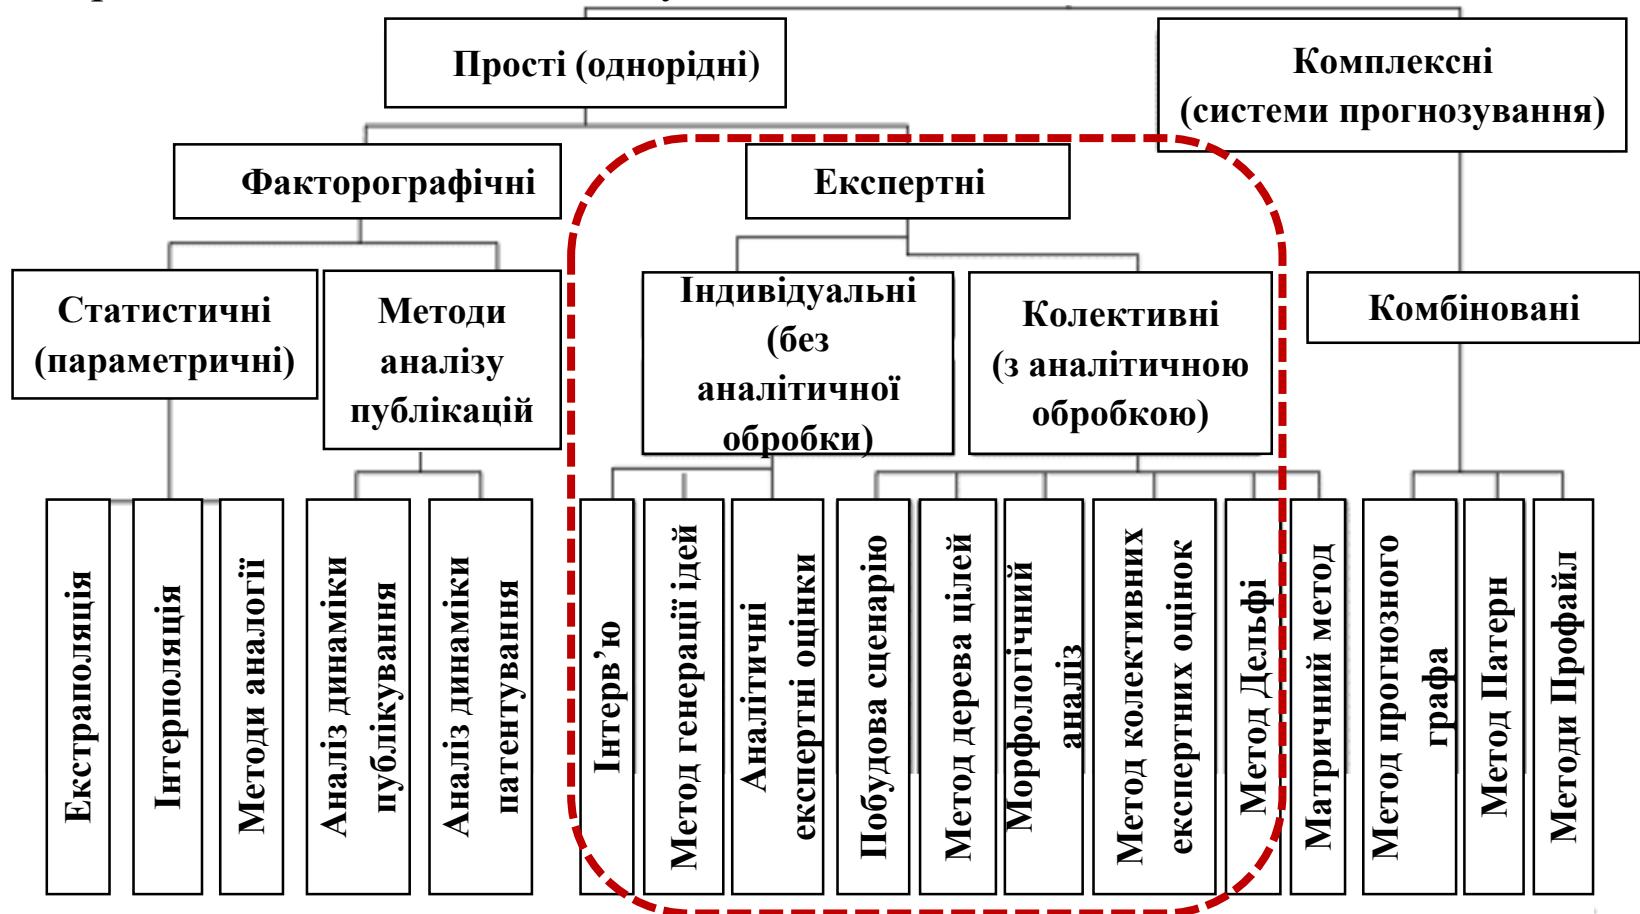 Прості (однорідні)
Комплексні
(системи прогнозування)
Факторографічні
Експертні
Статистичні
(параметричні)
Методи
аналізу
публікацій
Індивідуальні
(без
аналітичної
обробки)
Колективні
(з аналітичною
обробкою)
Комбіновані
Екстраполяція
Інтерполяція
Методи аналогії
Аналіз динаміки
публікування
Аналіз динаміки
патентування
Інтерв’ю
Метод генерації ідей
Аналітичні
експертні оцінки
Побудова сценарію
Метод дерева цілей
Морфологічний
аналіз
Метод колективних
експертних оцінок
Метод Дельфі
Матричний метод
Метод прогнозного
графа
Метод Патерн
Методи Профайл